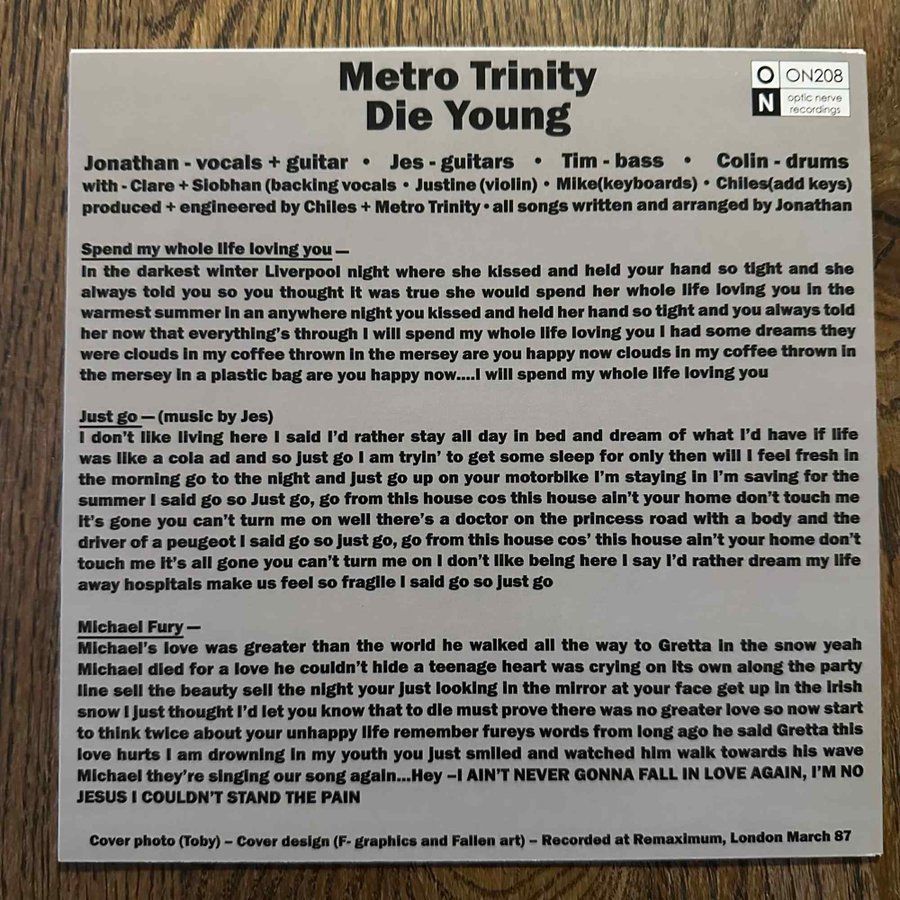 Metro Trinity
Die Young
O N
ON208
optic nerve
recordings
Jonathan - vocals + guitar • Jes - guitars • Tim - bass • Colin - drums
with - Clare + Siobhan (backing vocals • Justine (violin) • Mike(keyboards) • Chiles(add keys)
produced + engineered by Chiles + Metro Trinity • all songs written and arranged by Jonathan
Spend my whole life loving you —
In the darkest winter Liverpool night where she kissed and held your hand so tight and she
always told you so you thought it was true she would spend her whole life loving you in the
warmest summer in an anywhere night you kissed and held her hand so tight and you always told
her now that everything's through I will spend my whole life loving you I had some dreams they
were clouds in my coffee thrown in the mersey are you happy now clouds in my coffee thrown in
the mersey in a plastic bag are you happy now....I will spend my whole life loving you
Just go — (music by Jes)
I don't like living here I said I'd rather stay all day in bed and dream of what I'd have if life
was like a cola ad and so just go I am tryin' to get some sleep for only then will I feel fresh in
the morning go to the night and just go up on your motorbike I'm staying in I'm saving for the
summer I said go so Just go, go from this house cos this house ain't your home don't touch me
it's gone you can't turn me on well there's a doctor on the princess road with a body and the
driver of a peugeot I said go so just go, go from this house cos' this house ain't your home don't
touch me it's all gone you can't turn me on I don't like being here I say I'd rather dream my life
away hospitals make us feel so fragile I said go so just go
Michael Fury —
Michael's love was greater than the world he walked all the way to Gretta in the snow yeah
Michael died for a love he couldn't hide a teenage heart was crying on its own along the party
line sell the beauty sell the night your just looking in the mirror at your face get up in the Irish
snow I just thought I'd let you know that to die must prove there was no greater love so now start
to think twice about your unhappy life remember fureys words from long ago he said Gretta this
love hurts I am drowning in my youth you just smiled and watched him walk towards his wave
Michael they're singing our song again...Hey –I AIN'T NEVER GONNA FALL IN LOVE AGAIN, I'M NO
JESUS I COULDN'T STAND THE PAIN
Cover photo (Toby) – Cover design (F- graphics and Fallen art) – Recorded at Remaximum, London March 87